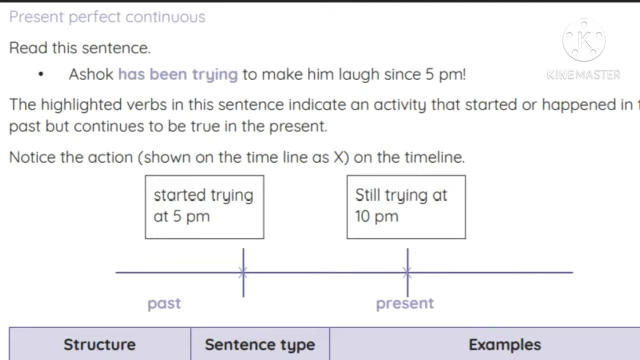 Present perfect continuous
KINEMASTER
Read this sentence.
• Ashok has been trying to make him laugh since 5 pm!
The highlighted verbs in this sentence indicate an activity that started or happened in
past but continues to be true in the present.
Notice the action (shown on the time line as X) on the timeline.
started trying
at 5 pm
Still trying at
10 pm
past
present
Structure
Sentence type
Examples